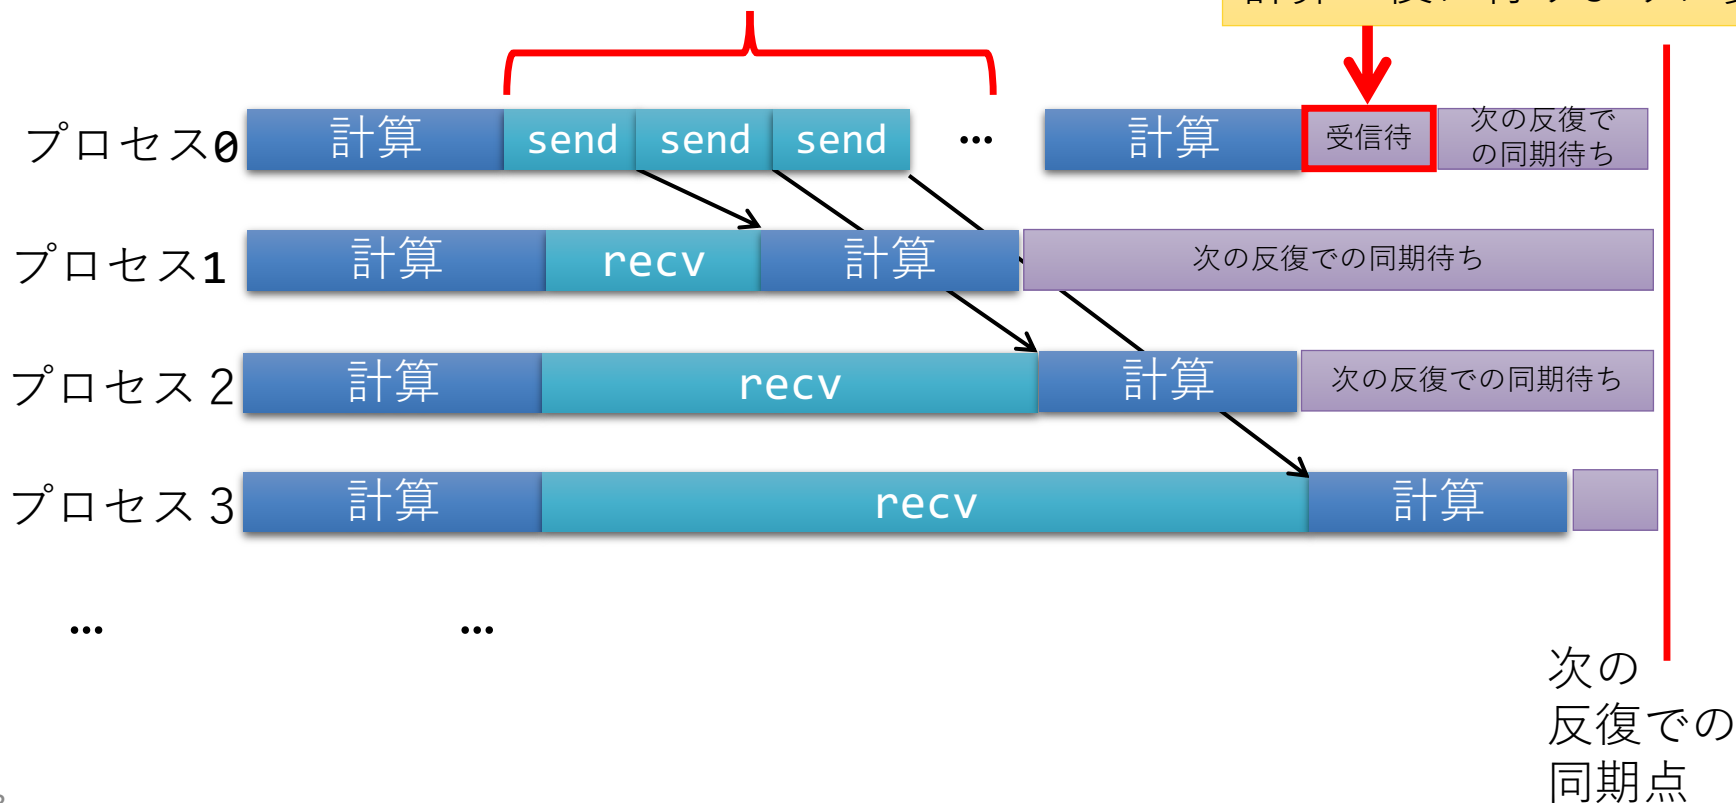 プロセス0 計算 send send send … 計算 受信待 次の反復で
の同期待ち
プロセス1 計算 recv 計算 次の反復での同期待ち
プロセス２ 計算 recv 計算 次の反復での同期待ち
プロセス３ 計算 recv 計算
… …
次の
反復での
同期点